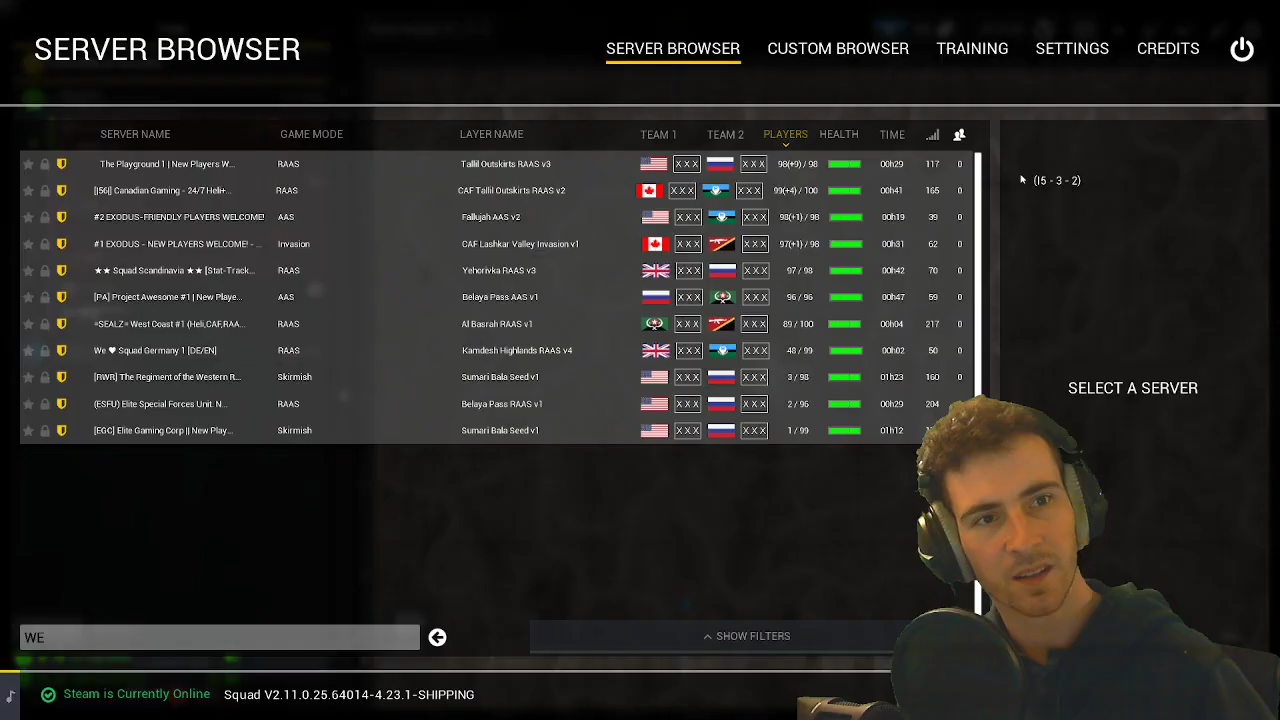 SERVER BROWSER
SERVER BROWSER CUSTOM BROWSER TRAINING SETTINGS CREDITS
SERVER NAME GAME MODE LAYER NAME TEAM 1 TEAM 2 PLAYERS HEALTH TIME
The Playground 1 | New Players W... RAAS Tallil Outskirts RAAS v3 XXX XXX 98(+9) / 98 00h29 117 0
[|56|] Canadian Gaming - 24/7 Heli+... RAAS CAF Tallil Outskirts RAAS v2 XXX XXX 99(+4) / 100 00h41 165 0
#2 EXODUS-FRIENDLY PLAYERS WELCOME! AAS Fallujah AAS v2 XXX XXX 98(+1) / 98 00h19 39 0
#1 EXODUS - NEW PLAYERS WELCOME! - ... Invasion CAF Lashkar Valley Invasion v1 XXX XXX 97(+1) / 98 00h31 62 0
★ ★ Squad Scandinavia ★ ★ [Stat-Track... RAAS Yehorivka RAAS v3 XXX XXX 97 / 98 00h42 70 0
[PA] Project Awesome #1 | New Playe... AAS Belaya Pass AAS v1 XXX XXX 96 / 96 00h47 59 0
=SEALZ= West Coast #1 (Heli,CAF,RAA... RAAS Al Basrah RAAS v1 XXX XXX 89 / 100 00h04 217 0
We ♥ Squad Germany 1 [DE/EN] RAAS Kamdesh Highlands RAAS v4 XXX XXX 48 / 99 00h02 50 0
[RWR] The Regiment of the Western R... Skirmish Sumari Bala Seed v1 XXX XXX 3 / 98 01h23 160 0
(ESFU) Elite Special Forces Unit. N... RAAS Belaya Pass RAAS v1 XXX XXX 2 / 96 00h29 204
[EGC] Elite Gaming Corp || New Play... Skirmish Sumari Bala Seed v1 XXX XXX 1 / 99 01h12
(15 - 3 - 2)
SELECT A SERVER
WE
SHOW FILTERS
Steam is Currently Online Squad V2.11.0.25.64014-4.23.1-SHIPPING